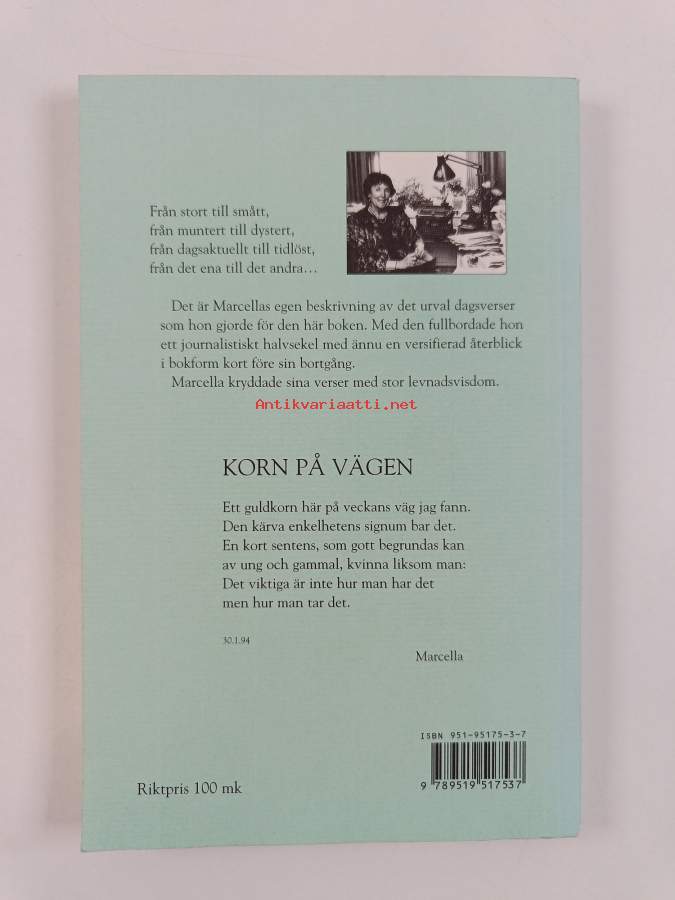 Från stort till smått,
från muntert till dystert,
från dagsaktuellt till tidlöst,
från det ena till det andra…
Det är Marcellas egen beskrivning av det urval dagsverser
som hon gjorde för den här boken. Med den fullbordade hon
ett journalistiskt halvsekel med ännu en versifierad återblick
i bokform kort före sin bortgång.
Marcella kryddade sina verser med stor levnadsvisdom.
Antikvariaatti.net
KORN PÅ VÄGEN
Ett guldkorn här på veckans väg jag fann.
Den kärva enkelhetens signum bar det.
En kort sentens, som gott begrundas kan
av ung och gammal, kvinna liksom man:
Det viktiga är inte hur man har det
men hur man tar det.
30.1.94
Marcella
ISBN 951-95175-3-7
9 789519 517537
Riktpris 100 mk